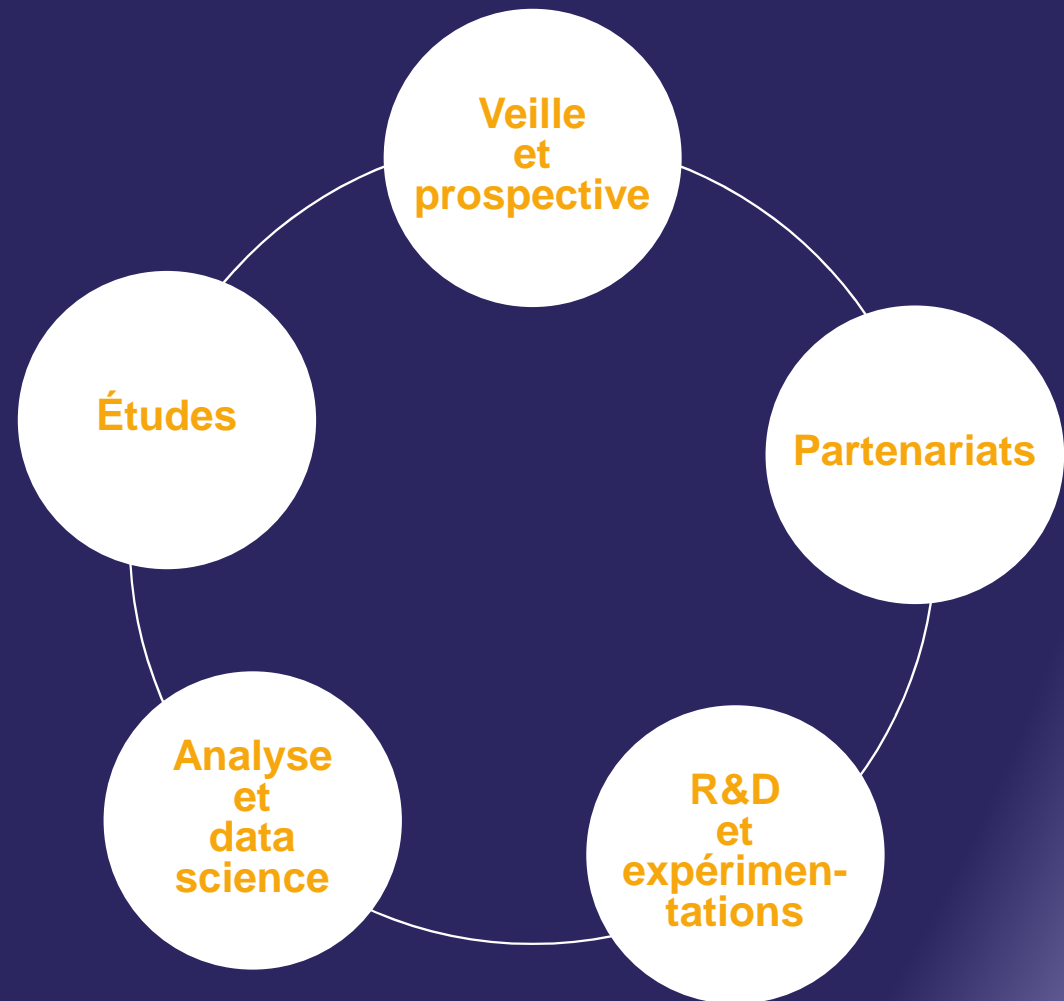 Veille
et
prospective
Études
Partenariats
Analyse
et
data
science
R&D
et
expérimen-
tations